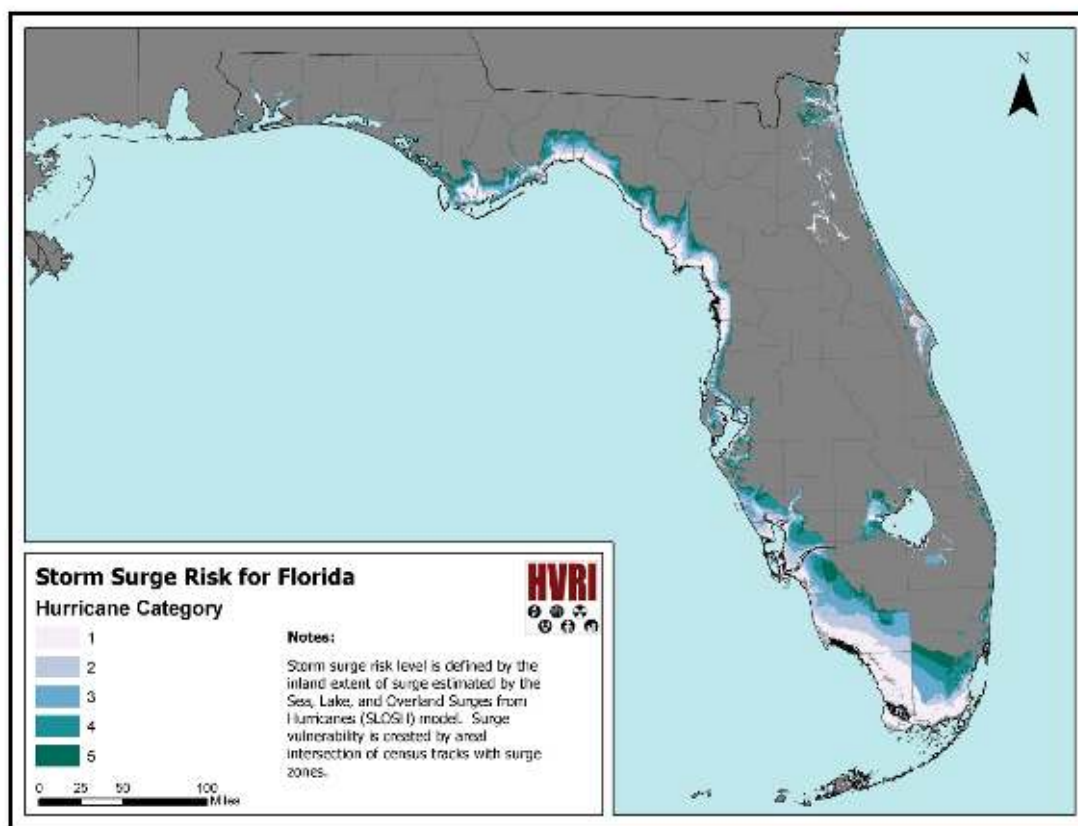 N
Storm Surge Risk for Florida
HVRI
Hurricane Category
1
2
3
4
5
Notes:
Storm surge risk level is defined by the
inland extent of surge estimated by the
Sea, Lake, and Overland Surges from
Hurricanes (SLOSH) model. Surge
vulnerability is created by areal
intersection of census tracks with surge
zones.
0 25 50 100
Miles